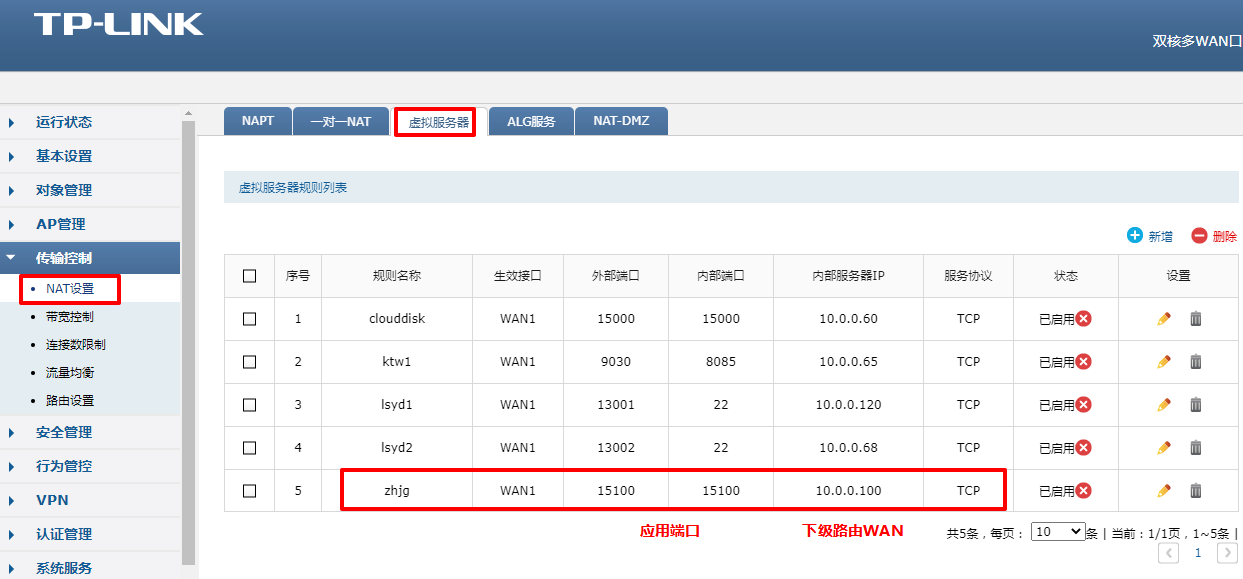 TP-LINK
双核多WAN口
运行状态
基本设置
对象管理
AP管理
传输控制
NAT设置
带宽控制
连接数限制
流量均衡
路由设置
安全管理
行为管控
VPN
认证管理
系统服务
NAPT 一对一NAT 虚拟服务器 ALG服务 NAT-DMZ
虚拟服务器规则列表
新增 删除
序号 规则名称 生效接口 外部端口 内部端口 内部服务器IP 服务协议 状态 设置
1 clouddisk WAN1 15000 15000 10.0.0.60 TCP 已启用
2 ktw1 WAN1 9030 8085 10.0.0.65 TCP 已启用
3 lsyd1 WAN1 13001 22 10.0.0.120 TCP 已启用
4 lsyd2 WAN1 13002 22 10.0.0.68 TCP 已启用
5 zhjg WAN1 15100 15100 10.0.0.100 TCP 已启用
应用端口 下级路由WAN
共5条，每页： 10 条 | 当前：1/1页，1~5条 |
1